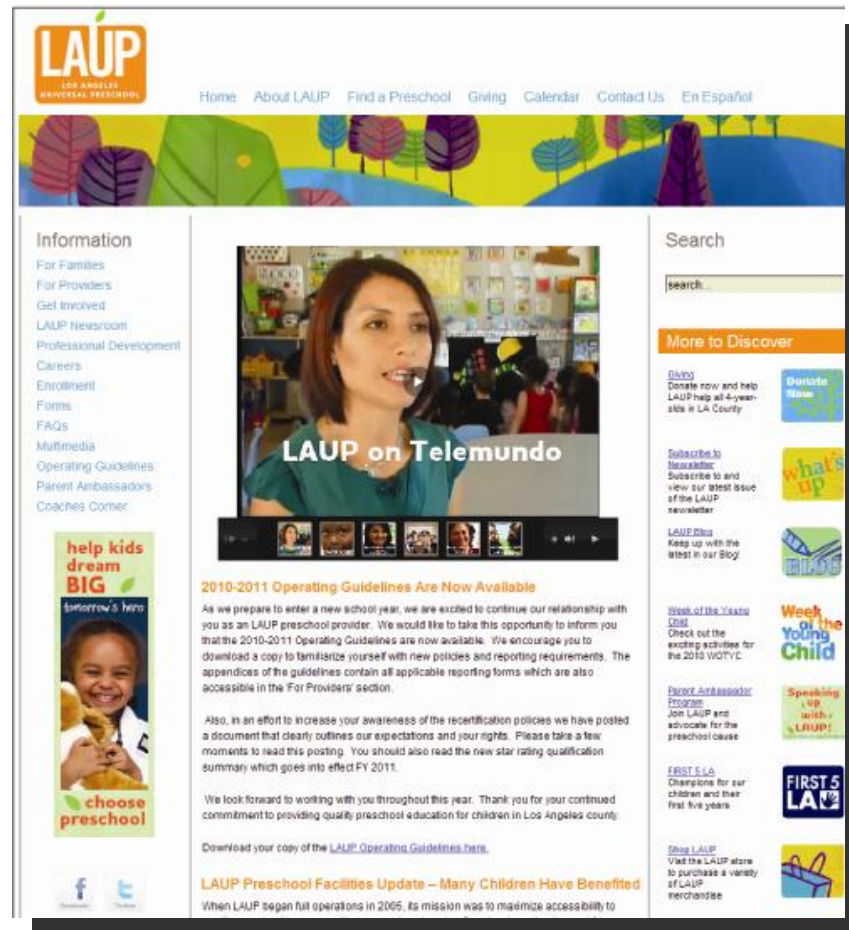 LAUP
LOS ANGELES
UNIVERSAL PRESCHOOL
Home About LAUP Find a Preschool Giving Calendar Contact Us En Español
Information
For Families
For Providers
Get Involved
LAUP Newsroom
Professional Development
Careers
Enrollment
Forms
FAQs
Multimedia
Operating Guidelines
Parent Ambassadors
Coaches Corner
help kids
dream
BIG
tomorrow's hero
choose
preschool
LAUP on Telemundo
2010-2011 Operating Guidelines Are Now Available
As we prepare to enter a new school year, we are excited to continue our relationship with
you as an LAUP preschool provider. We would like to take this opportunity to inform you
that the 2010-2011 Operating Guidelines are now available. We encourage you to
download a copy to familiarize yourself with new policies and reporting requirements. The
appendices of the guidelines contain all applicable reporting forms which are also
accessible in the 'For Providers' section.
Also, in an effort to increase your awareness of the recertification policies we have posted
a document that clearly outlines our expectations and your rights. Please take a few
moments to read this posting. You should also read the new star rating qualification
summary which goes into effect FY 2011.
We look forward to working with you throughout this year. Thank you for your continued
commitment to providing quality preschool education for children in Los Angeles county.
Download your copy of the LAUP Operating Guidelines here.
LAUP Preschool Facilities Update – Many Children Have Benefited
When LAUP began full operations in 2005, its mission was to maximize accessibility to
Search
search...
More to Discover
Giving
Donate now and help
LAUP help all 4-year-
olds in LA County
Donate
Now
Subscribe to
Newsletter
Subscribe to and
view our latest issue
of the LAUP
newsletter
what's
up
LAUP Blog
Keep up with the
latest in our Blog!
BLOG
Week of the Young
Child
Check out the
exciting activities for
the 2010 WOTYC
Week
of the
Young
Child
Parent Ambassador
Program
Join LAUP and
advocate for the
preschool cause
Speaking
up
with
LAUP!
FIRST 5 LA
Champions for our
children and their
first five years
FIRST 5
LA
Shop LAUP
Visit the LAUP store
to purchase a variety
of LAUP
merchandise